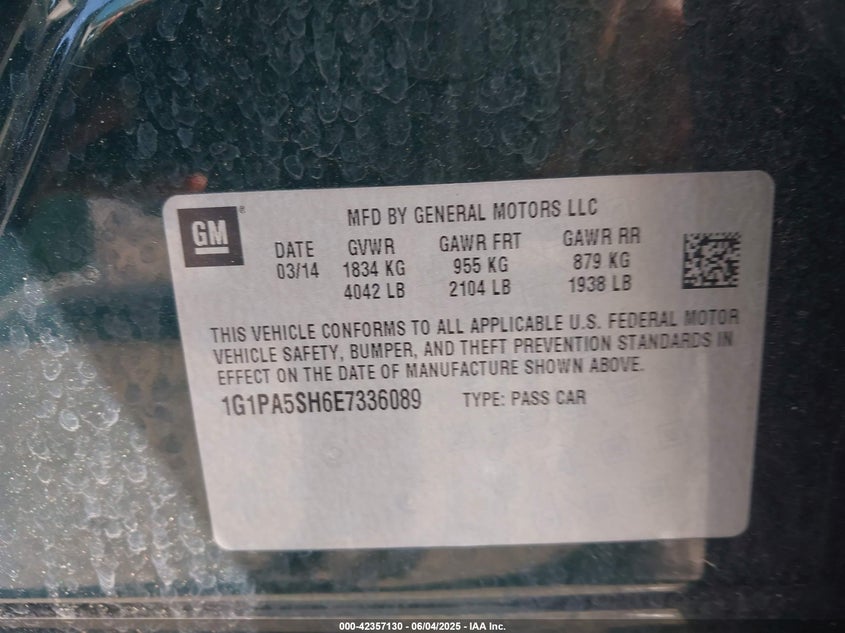 GM ®
MFD BY GENERAL MOTORS LLC
DATE GVWR GAWR FRT GAWR RR
03/14 1834 KG 955 KG 879 KG
4042 LB 2104 LB 1938 LB
THIS VEHICLE CONFORMS TO ALL APPLICABLE U.S. FEDERAL MOTOR
VEHICLE SAFETY, BUMPER, AND THEFT PREVENTION STANDARDS IN
EFFECT ON THE DATE OF MANUFACTURE SHOWN ABOVE.
1G1PA5SH6E7336089 TYPE: PASS CAR
000-42357130 - 06/04/2025 - IAA Inc.